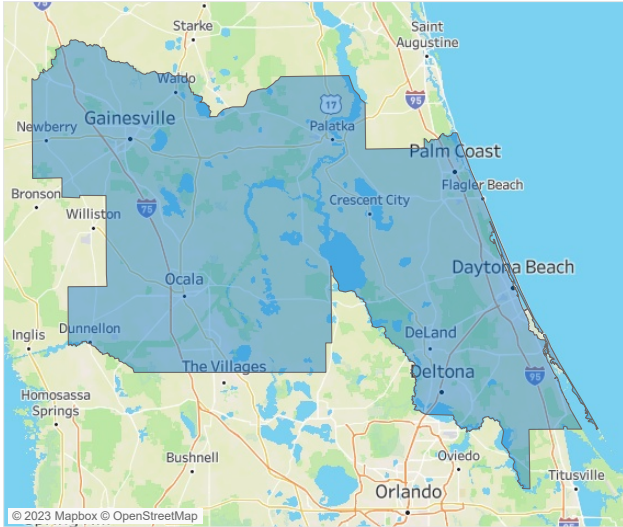 75
Starke
Saint
Augustine
Waldo
95
17
Newberry
Gainesville
Palatka
Palm Coast
Flagler Beach
Bronson
Crescent City
Williston
75
Daytona Beach
Ocala
Inglis
Dunnellon
DeLand
The Villages
Deltona
95
Homosassa
Springs
Bushnell
Oviedo
Titusville
Orlando
© 2023 Mapbox © OpenStreetMap